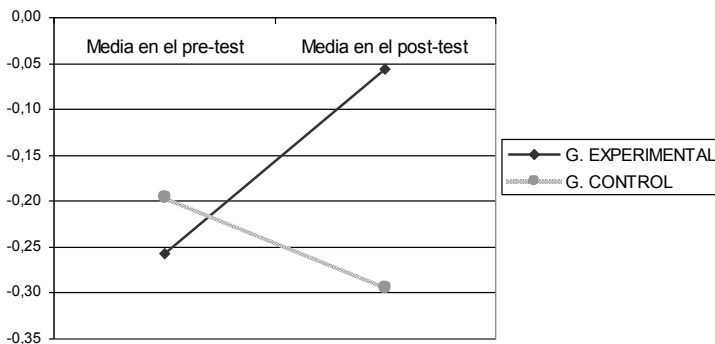 0,00
Media en el pre-test Media en el post-test
-0,05
-0,10
-0,15
G. EXPERIMENTAL
G. CONTROL
-0,20
-0,25
-0,30
-0,35